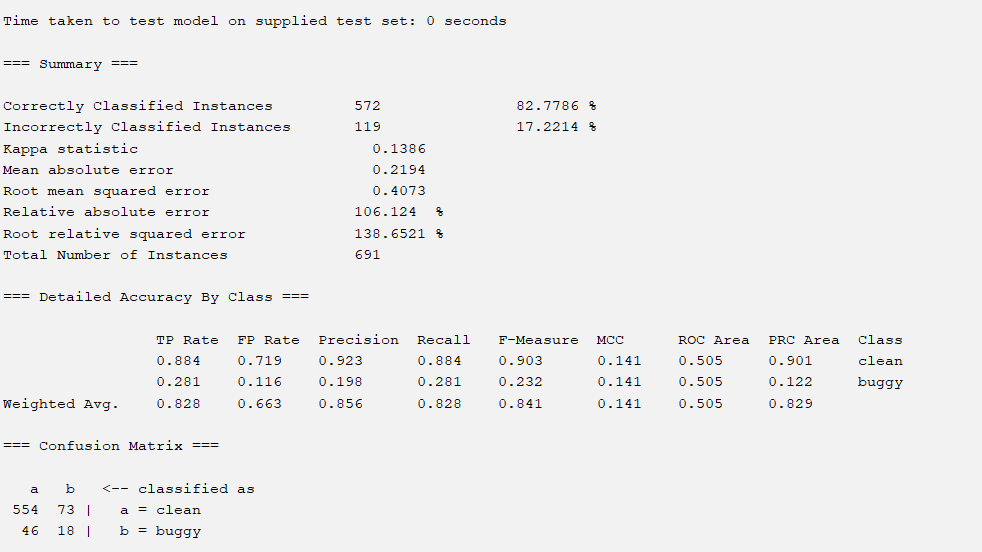 Time taken to test model on supplied test set: 0 seconds
=== Summary ===
Correctly Classified Instances 572 82.7786 %
Incorrectly Classified Instances 119 17.2214 %
Kappa statistic 0.1386
Mean absolute error 0.2194
Root mean squared error 0.4073
Relative absolute error 106.124 %
Root relative squared error 138.6521 %
Total Number of Instances 691
=== Detailed Accuracy By Class ===
TP Rate FP Rate Precision Recall F-Measure MCC ROC Area PRC Area Class
0.884 0.719 0.923 0.884 0.903 0.141 0.505 0.901 clean
0.281 0.116 0.198 0.281 0.232 0.141 0.505 0.122 buggy
Weighted Avg. 0.828 0.663 0.856 0.828 0.841 0.141 0.505 0.829
=== Confusion Matrix ===
a b <-- classified as
554 73 | a = clean
46 18 | b = buggy